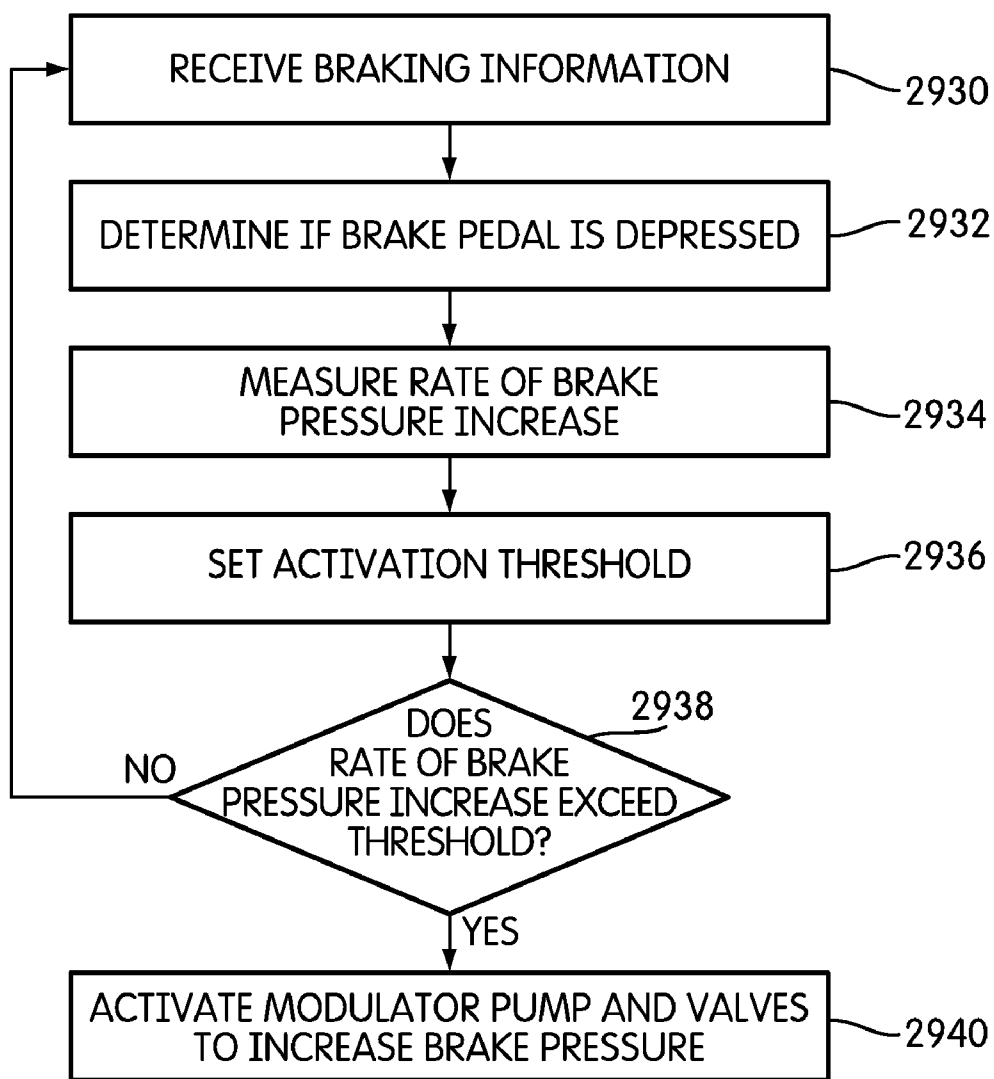 RECEIVE BRAKING INFORMATION
2930
DETERMINE IF BRAKE PEDAL IS DEPRESSED
2932
MEASURE RATE OF BRAKE
PRESSURE INCREASE
2934
SET ACTIVATION THRESHOLD
2936
DOES
RATE OF BRAKE
PRESSURE INCREASE EXCEED
THRESHOLD?
2938
NO
YES
ACTIVATE MODULATOR PUMP AND VALVES
TO INCREASE BRAKE PRESSURE
2940